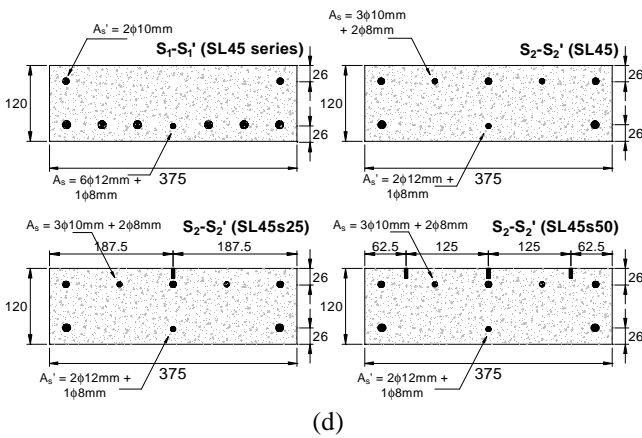 As' = 2ϕ10mm
S1-S1' (SL45 series)
26
120
26
As = 6ϕ12mm +
1ϕ8mm
375
As = 3ϕ10mm
+ 2ϕ8mm
S2-S2' (SL45)
26
120
26
As' = 2ϕ12mm +
1ϕ8mm
375
As = 3ϕ10mm + 2ϕ8mm
S2-S2' (SL45s25)
187.5
187.5
26
120
26
As' = 2ϕ12mm +
1ϕ8mm
375
As = 3ϕ10mm + 2ϕ8mm
S2-S2' (SL45s50)
62.5
125
125
62.5
26
120
26
As' = 2ϕ12mm +
1ϕ8mm
375
(d)